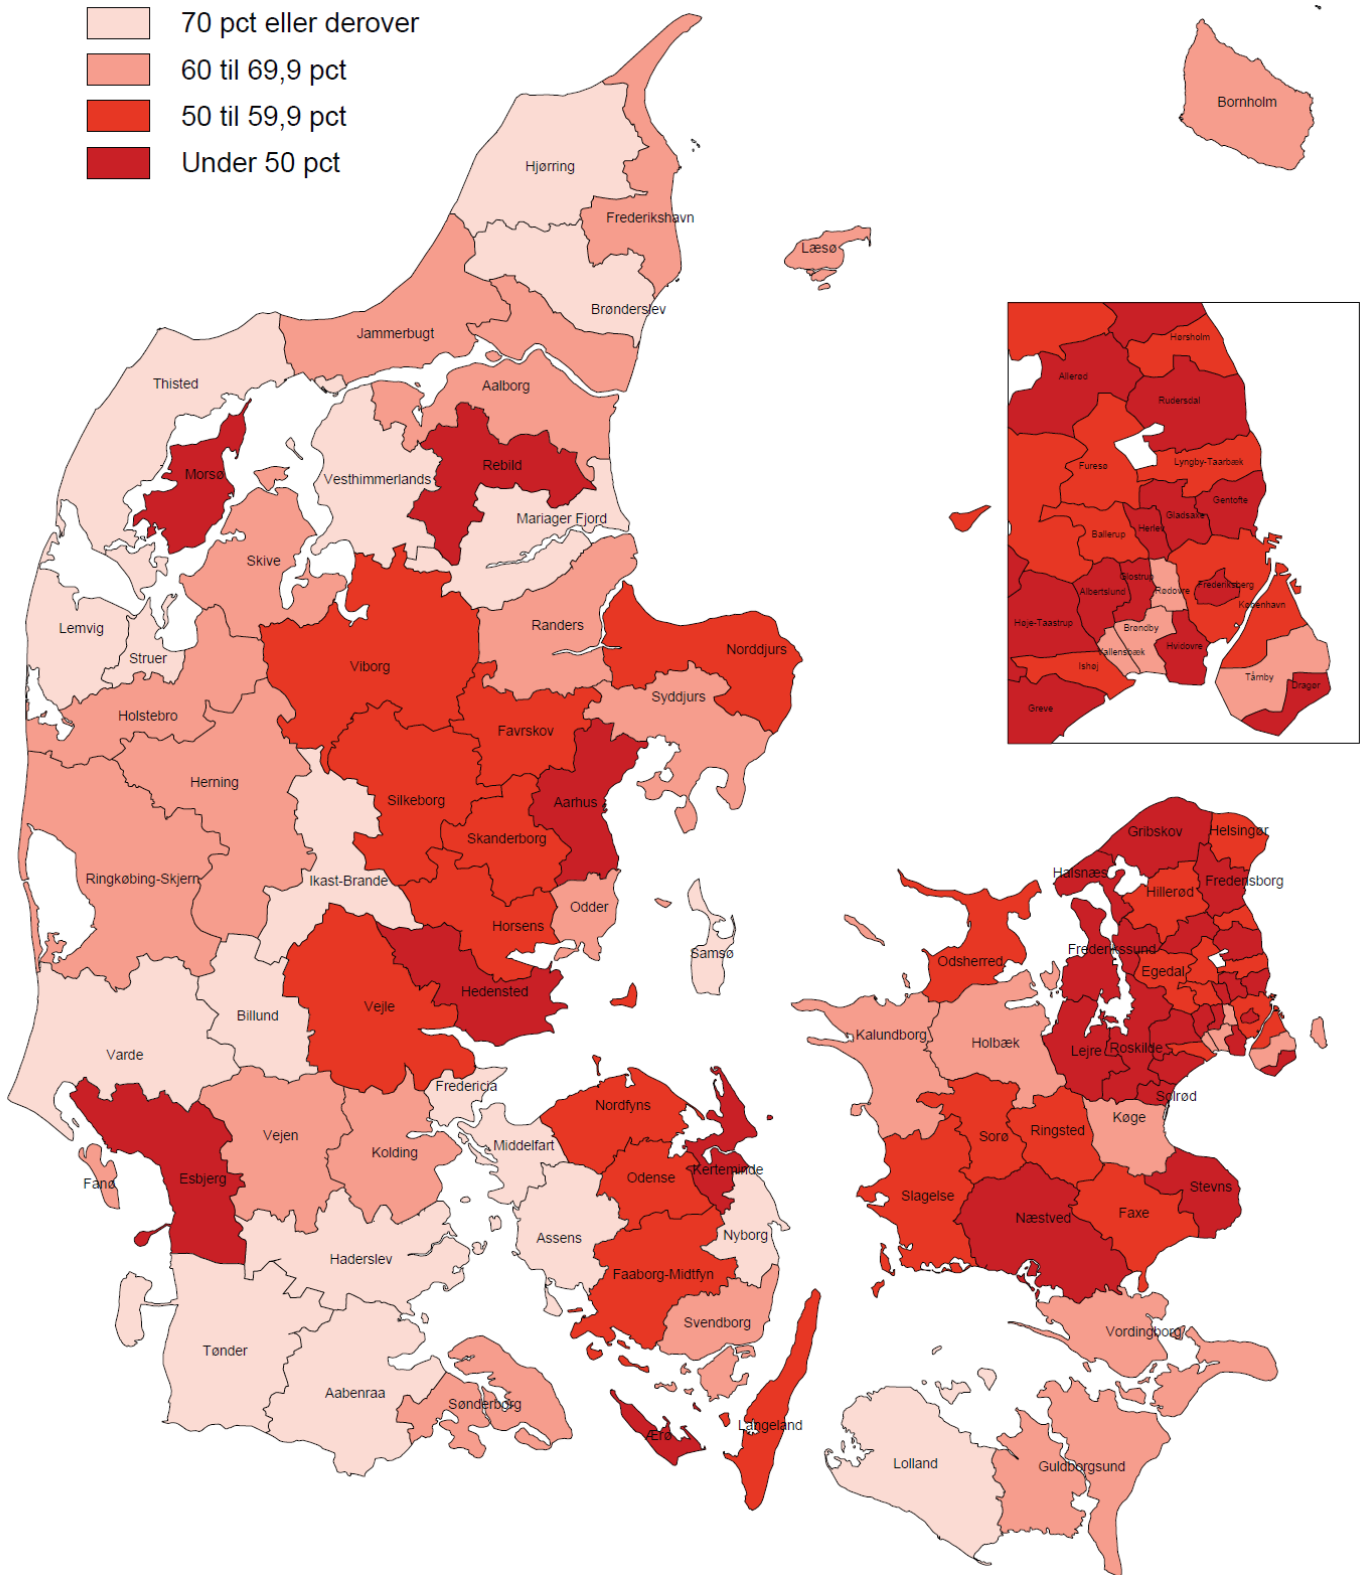 70 pct eller derover
60 til 69,9 pct
50 til 59,9 pct
Under 50 pct
Bornholm
Hjørring
Frederikshavn
Læsø
Brønderslev
Jammerbugt
Thisted
Aalborg
Morsø
Vesthimmerlands
Rebild
Mariager Fjord
Skive
Lemvig
Struer
Viborg
Randers
Norddjurs
Syddjurs
Holstebro
Favrskov
Herning
Silkeborg
Aarhus
Skanderborg
Ringkøbing-Skjern
Ikast-Brande
Odder
Horsens
Samsø
Hedensted
Billund
Vejle
Varde
Fredericia
Vejen
Kolding
Middelfart
Nordfyns
Fanø
Esbjerg
Odense
Kerteminde
Assens
Nyborg
Haderslev
Faaborg-Midtfyn
Svendborg
Tønder
Aabenraa
Sønderborg
Ærø
Langeland
Hørsholm
Allerød
Rudersdal
Furesø
Lyngby-Taarbæk
Gentofte
Gladsakse
Herlev
Ballerup
Glostrup
Albertslund
Rødovre
Frederiksberg
København
Høje-Taastrup
Brøndby
Vallensbæk
Hvidovre
Ishøj
Tårnby
Dragør
Greve
Gribskov
Helsingør
Halsnæs
Hillerød
Fredensborg
Frederikssund
Odsherred
Egedal
Kalundborg
Holbæk
Lejre
Roskilde
Solrød
Køge
Sorø
Ringsted
Slagelse
Næstved
Faxe
Stevns
Vordingborg
Lolland
Guldborgsund